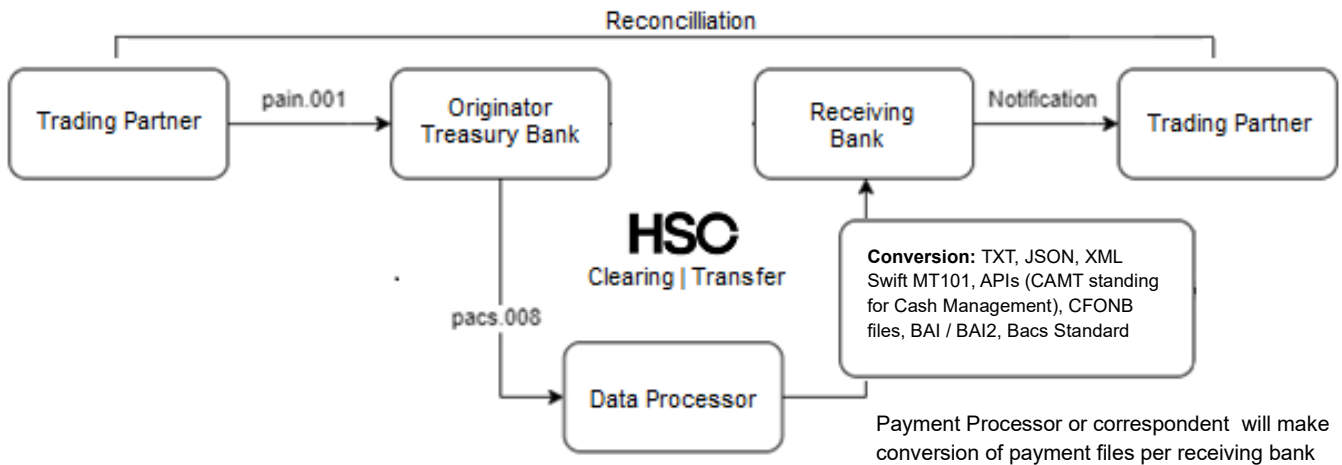 Reconcilliation
Trading Partner
pain.001
Originator
Treasury Bank
Receiving
Bank
Notification
Trading Partner
HSC
Clearing | Transfer
Conversion: TXT, JSON, XML
Swift MT101, APIs (CAMT standing
for Cash Management), CFONB
files, BAI / BAI2, Bacs Standard
pacs.008
Data Processor
Payment Processor or correspondent will make
conversion of payment files per receiving bank